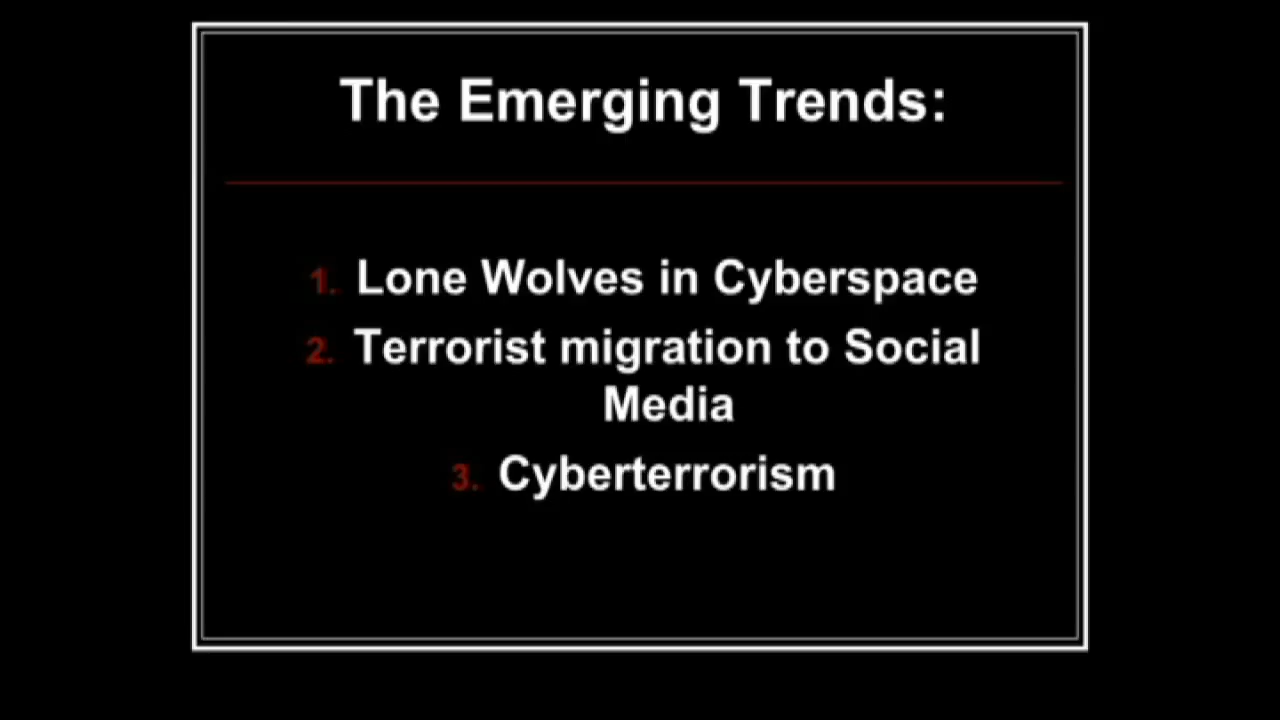 The Emerging Trends:
1. Lone Wolves in Cyberspace
2. Terrorist migration to Social
Media
3. Cyberterrorism